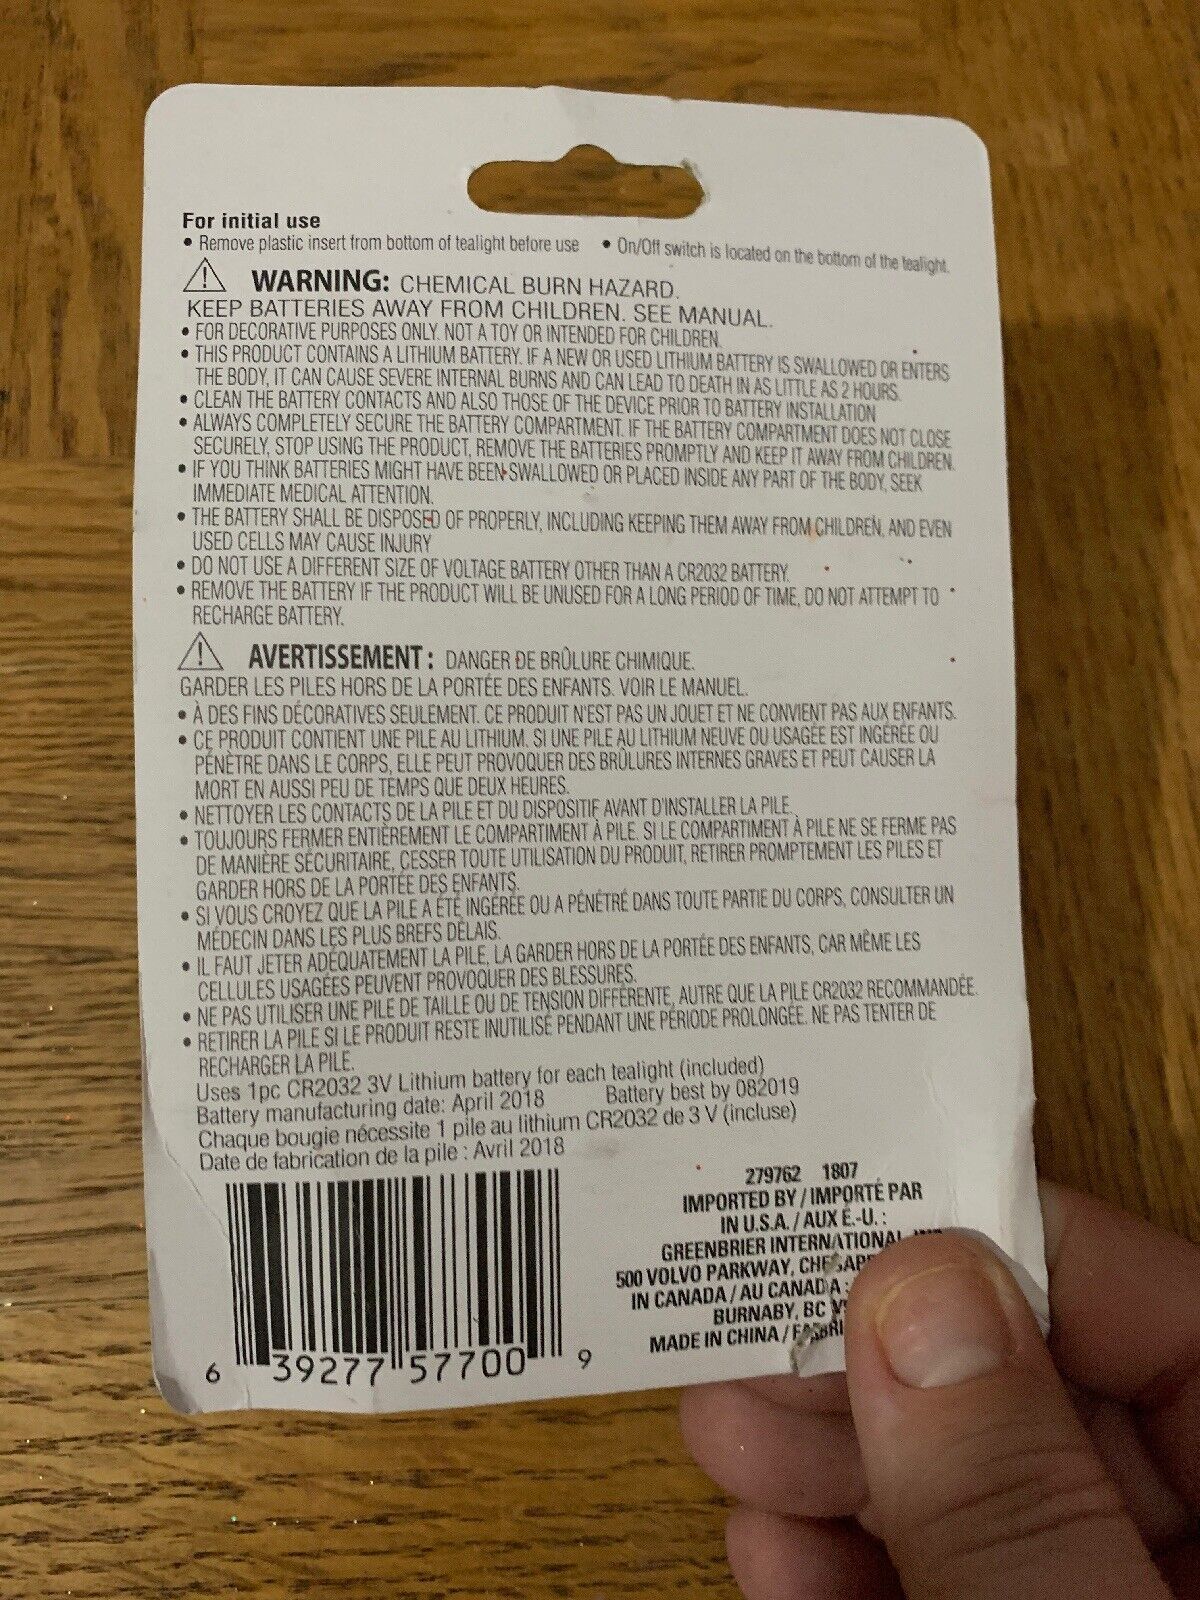 For initial use
• Remove plastic insert from bottom of tealight before use • On/Off switch is located on the bottom of the tealight.
WARNING: CHEMICAL BURN HAZARD.
KEEP BATTERIES AWAY FROM CHILDREN. SEE MANUAL.
• FOR DECORATIVE PURPOSES ONLY. NOT A TOY OR INTENDED FOR CHILDREN.
• THIS PRODUCT CONTAINS A LITHIUM BATTERY. IF A NEW OR USED LITHIUM BATTERY IS SWALLOWED OR ENTERS
THE BODY, IT CAN CAUSE SEVERE INTERNAL BURNS AND CAN LEAD TO DEATH IN AS LITTLE AS 2 HOURS.
• CLEAN THE BATTERY CONTACTS AND ALSO THOSE OF THE DEVICE PRIOR TO BATTERY INSTALLATION
• ALWAYS COMPLETELY SECURE THE BATTERY COMPARTMENT. IF THE BATTERY COMPARTMENT DOES NOT CLOSE
SECURELY, STOP USING THE PRODUCT, REMOVE THE BATTERIES PROMPTLY AND KEEP IT AWAY FROM CHILDREN.
• IF YOU THINK BATTERIES MIGHT HAVE BEEN SWALLOWED OR PLACED INSIDE ANY PART OF THE BODY, SEEK
IMMEDIATE MEDICAL ATTENTION.
• THE BATTERY SHALL BE DISPOSED OF PROPERLY, INCLUDING KEEPING THEM AWAY FROM CHILDREN, AND EVEN
USED CELLS MAY CAUSE INJURY
• DO NOT USE A DIFFERENT SIZE OF VOLTAGE BATTERY OTHER THAN A CR2032 BATTERY.
• REMOVE THE BATTERY IF THE PRODUCT WILL BE UNUSED FOR A LONG PERIOD OF TIME, DO NOT ATTEMPT TO
RECHARGE BATTERY.
AVERTISSEMENT : DANGER DE BRÛLURE CHIMIQUE.
GARDER LES PILES HORS DE LA PORTÉE DES ENFANTS. VOIR LE MANUEL.
• À DES FINS DÉCORATIVES SEULEMENT. CE PRODUIT N'EST PAS UN JOUET ET NE CONVIENT PAS AUX ENFANTS.
• CE PRODUIT CONTIENT UNE PILE AU LITHIUM. SI UNE PILE AU LITHIUM NEUVE OU USAGÉE EST INGÉRÉE OU
PÉNÈTRE DANS LE CORPS, ELLE PEUT PROVOQUER DES BRÛLURES INTERNES GRAVES ET PEUT CAUSER LA
MORT EN AUSSI PEU DE TEMPS QUE DEUX HEURES.
• NETTOYER LES CONTACTS DE LA PILE ET DU DISPOSITIF AVANT D'INSTALLER LA PILE.
• TOUJOURS FERMER ENTIÈREMENT LE COMPARTIMENT À PILE. SI LE COMPARTIMENT À PILE NE SE FERME PAS
DE MANIÈRE SÉCURITAIRE, CESSER TOUTE UTILISATION DU PRODUIT, RETIRER PROMPTEMENT LES PILES ET
GARDER HORS DE LA PORTÉE DES ENFANTS.
• SI VOUS CROYEZ QUE LA PILE A ÉTÉ INGÉRÉE OU A PÉNÉTRÉ DANS TOUTE PARTIE DU CORPS, CONSULTER UN
MÉDECIN DANS LES PLUS BREFS DÉLAIS.
• IL FAUT JETER ADÉQUATEMENT LA PILE, LA GARDER HORS DE LA PORTÉE DES ENFANTS, CAR MÊME LES
CELLULES USAGÉES PEUVENT PROVOQUER DES BLESSURES.
• NE PAS UTILISER UNE PILE DE TAILLE OU DE TENSION DIFFÉRENTE, AUTRE QUE LA PILE CR2032 RECOMMANDÉE.
• RETIRER LA PILE SI LE PRODUIT RESTE INUTILISÉ PENDANT UNE PÉRIODE PROLONGÉE. NE PAS TENTER DE
RECHARGER LA PILE.
Uses 1pc CR2032 3V Lithium battery for each tealight (included)
Battery manufacturing date: April 2018 Battery best by 082019
Chaque bougie nécessite 1 pile au lithium CR2032 de 3 V (incluse)
Date de fabrication de la pile : Avril 2018
279762 1807
IMPORTED BY / IMPORTÉ PAR
IN U.S.A. / AUX É.-U. :
GREENBRIER INTERNATIONAL
500 VOLVO PARKWAY,
IN CANADA / AU CANADA :
BURNABY, BC
MADE IN CHINA /
6 39277 57700 9